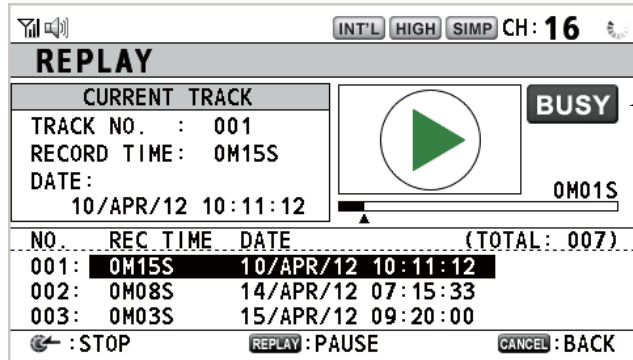 INT'L HIGH SIMP CH: 16
REPLAY
CURRENT TRACK
TRACK NO. : 001
RECORD TIME: 0M15S
DATE:
10/APR/12 10:11:12
BUSY
0M01S
NO. REC TIME DATE (TOTAL: 007)
001: 0M15S 10/APR/12 10:11:12
002: 0M08S 14/APR/12 07:15:33
003: 0M03S 15/APR/12 09:20:00
:STOP REPLAY:PAUSE CANCEL:BACK